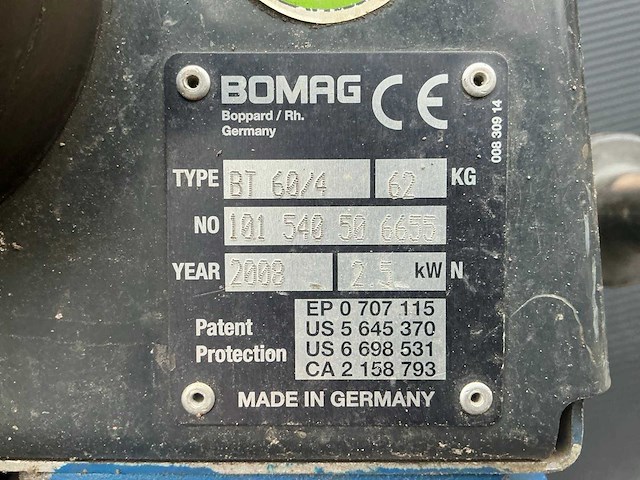 BOMAG CE
Boppard / Rh.
Germany
008 309 14
TYPE BT 60/4 62 KG
NO 101 540 50 6655
YEAR 2008 2 5 kW N
Patent Protection
EP 0 707 115
US 5 645 370
US 6 698 531
CA 2 158 793
MADE IN GERMANY